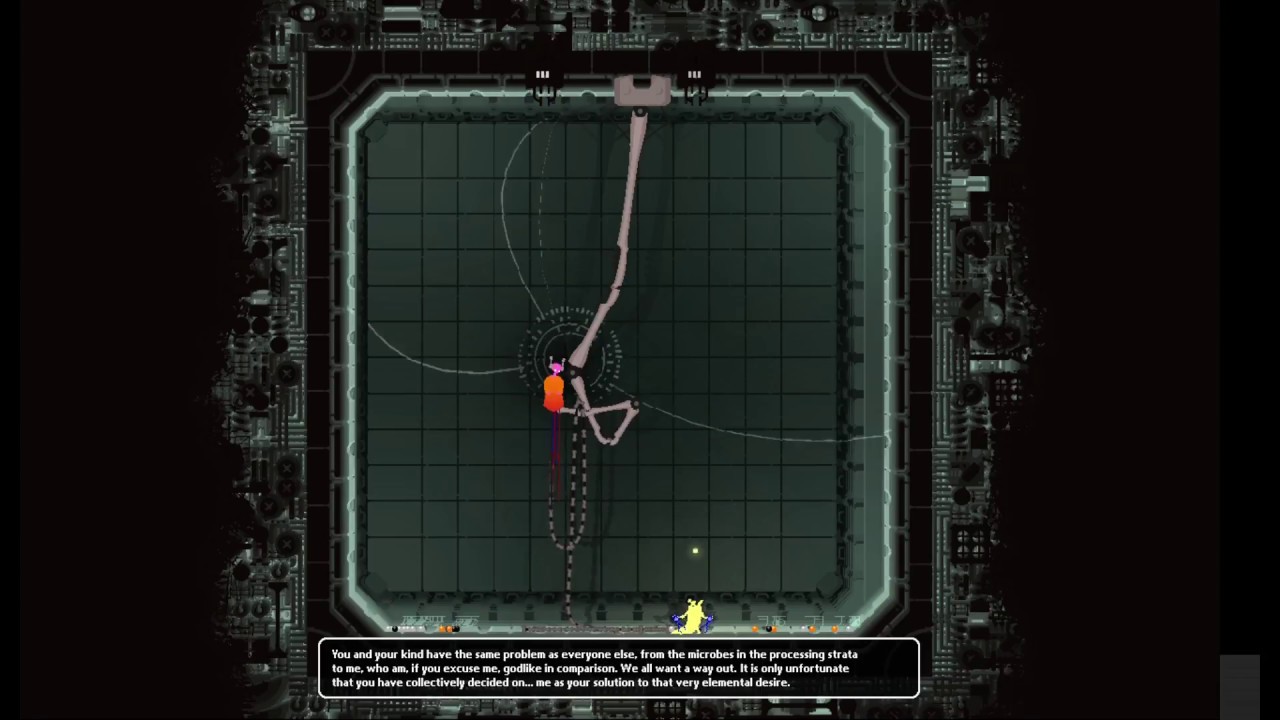 You and your kind have the same problem as everyone else, from the microbes in the processing strata
to me, who am, if you excuse me, godlike in comparison. We all want a way out. It is only unfortunate
that you have collectively decided on... me as your solution to that very elemental desire.